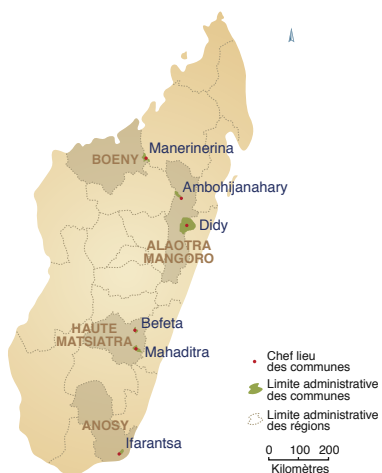 BOENY
Manerinerina
Ambohijanahary
Didy
ALAOTRA
MANGORO
HAUTE
MATSIATRA
Befeta
Mahaditra
ANOSY
Ifarantsa
Chef lieu
des communes
Limite administrative
des communes
Limite administrative
des régions
0 100 200
Kilomètres